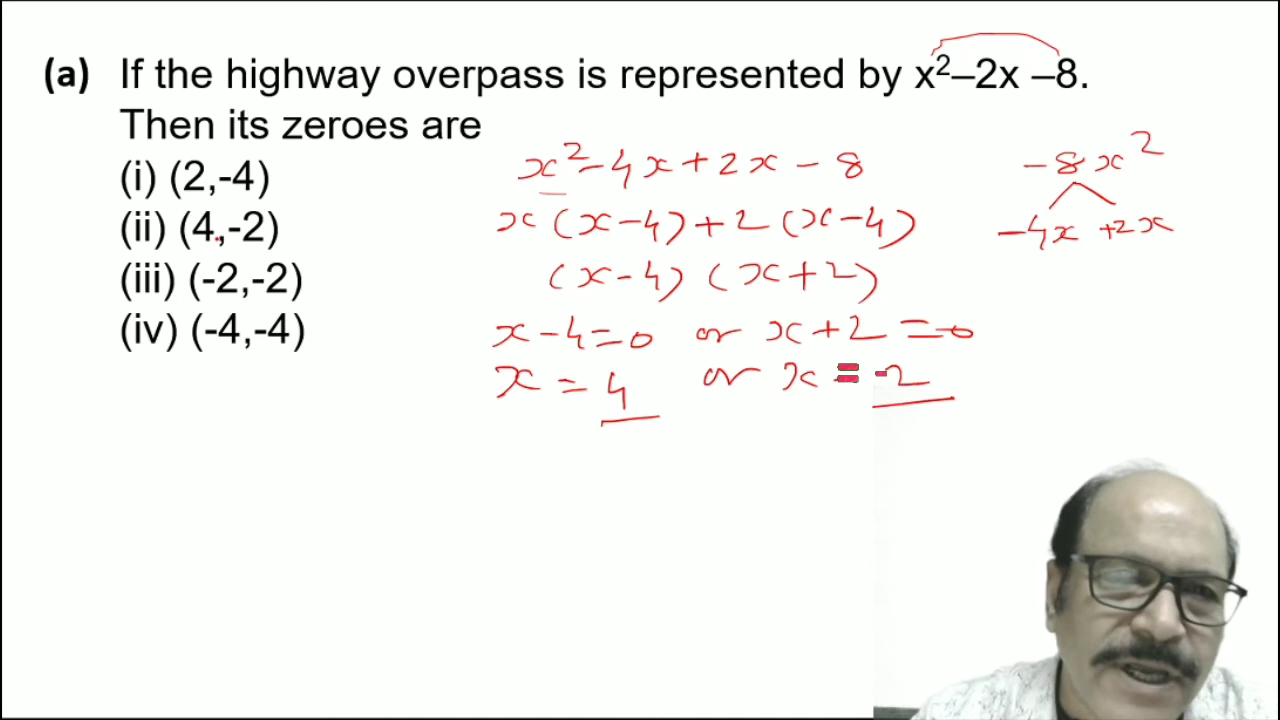 (a) If the highway overpass is represented by x²–2x –8.
Then its zeroes are
(i) (2,-4)
(ii) (4,-2)
(iii) (-2,-2)
(iv) (-4,-4)
x² - 4x + 2x - 8
x (x - 4) + 2 (x - 4)
(x - 4) (x + 2)
x - 4 = 0 or x + 2 = 0
x = 4 or x = -2
-8x²
-4x +2x